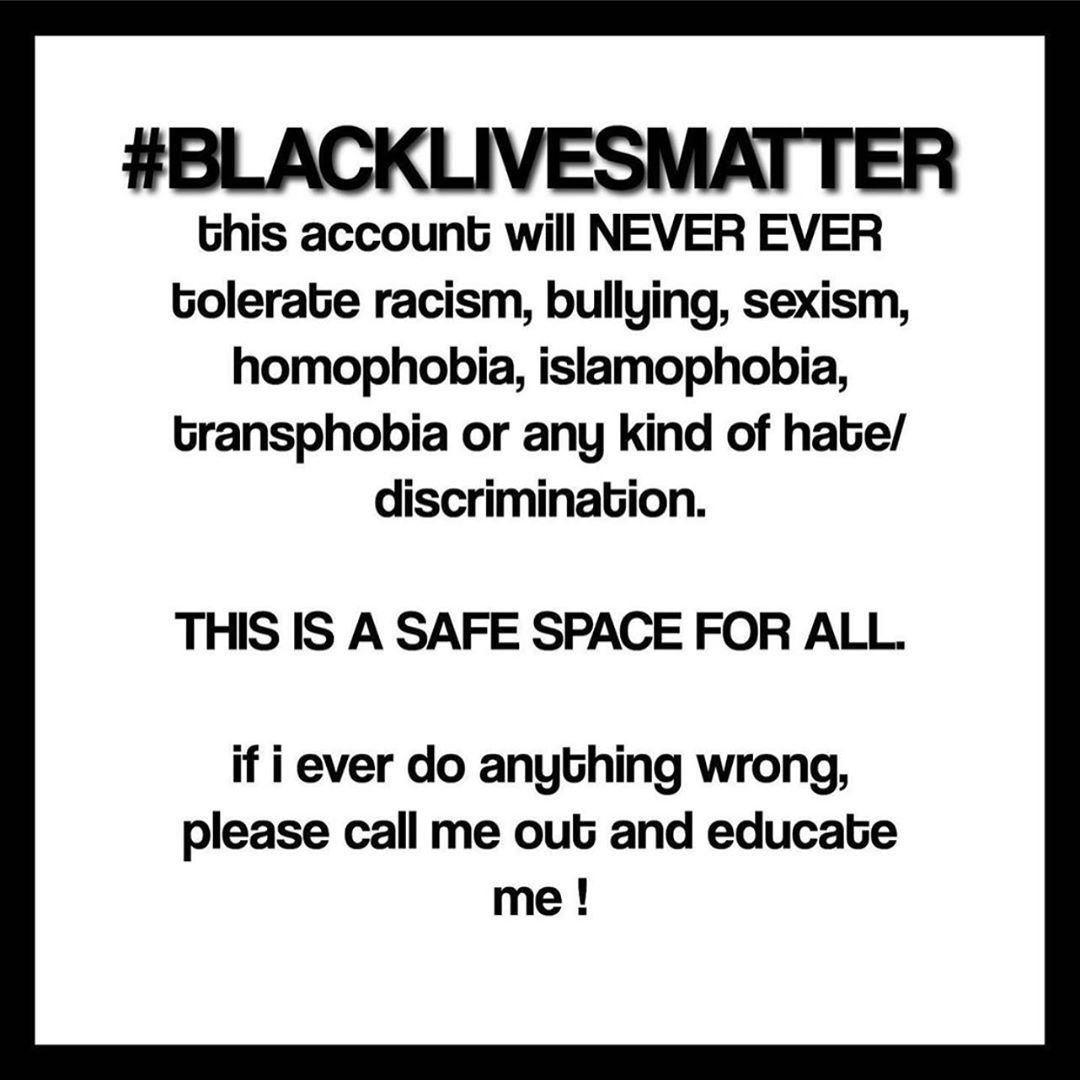 #BLACKLIVESMATTER
this account will NEVER EVER
tolerate racism, bullying, sexism,
homophobia, islamophobia,
transphobia or any kind of hate/
discrimination.
THIS IS A SAFE SPACE FOR ALL.
if i ever do anything wrong,
please call me out and educate
me !